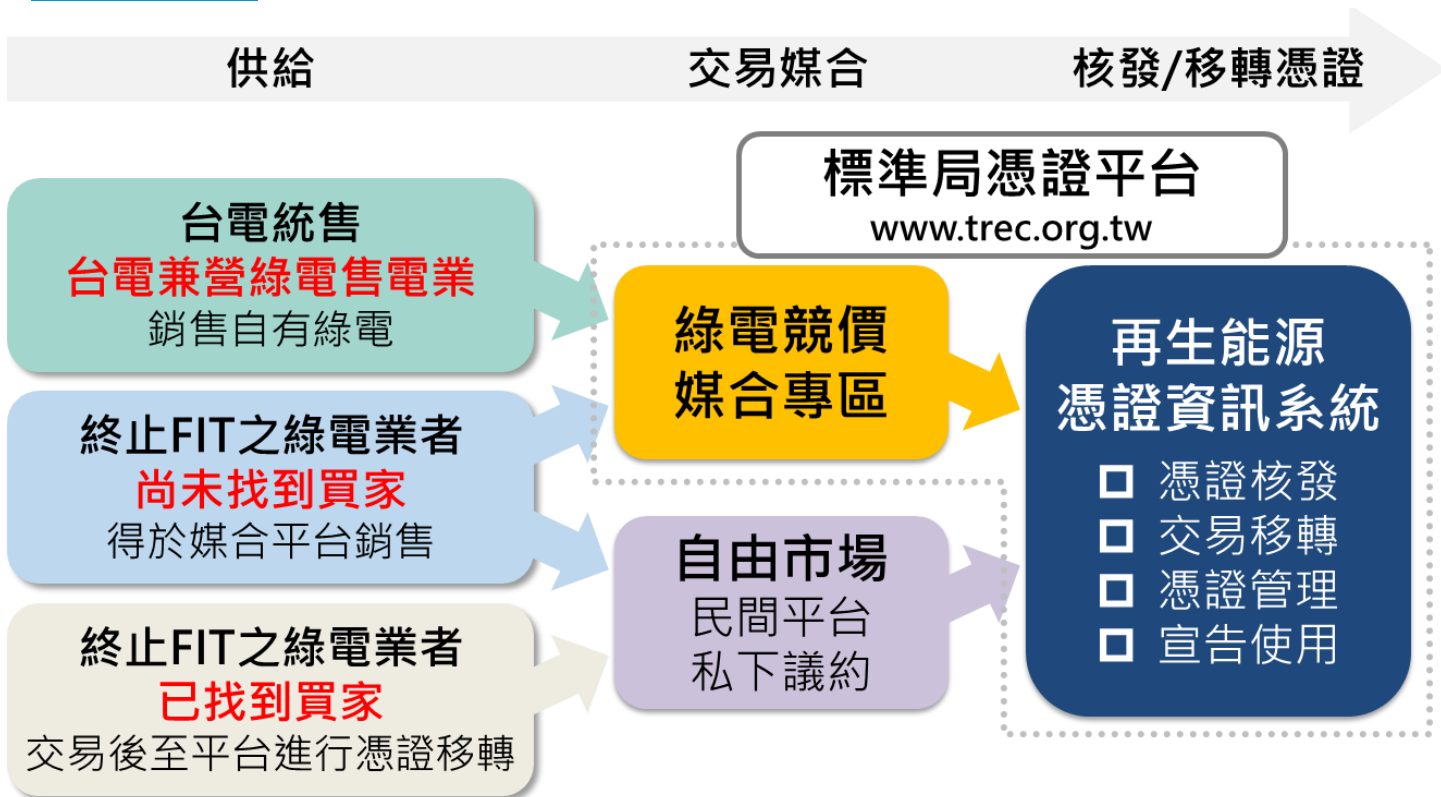 供給
交易媒合
核發/移轉憑證
標準局憑證平台
www.trec.org.tw
台電統售
台電兼營綠電售電業
銷售自有綠電
終止FIT之綠電業者
尚未找到買家
得於媒合平台銷售
終止FIT之綠電業者
已找到買家
交易後至平台進行憑證移轉
綠電競價
媒合專區
自由市場
民間平台
私下議約
再生能源
憑證資訊系統
憑證核發
交易移轉
憑證管理
宣告使用